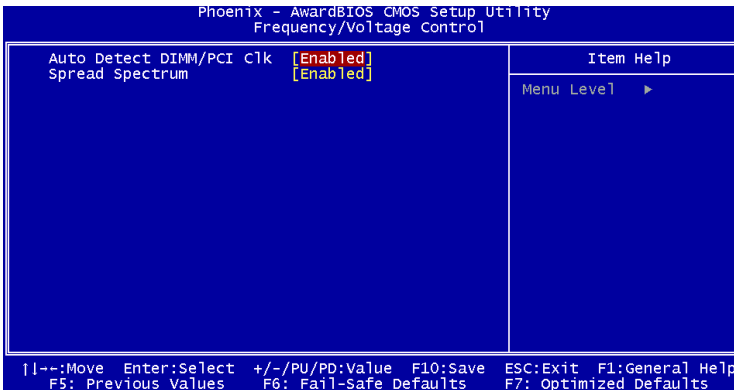 Phoenix - AwardBIOS CMOS Setup Utility
Frequency/Voltage Control
Auto Detect DIMM/PCI Clk [Enabled]
Spread Spectrum [Enabled]
Item Help
Menu Level ▶
↑↓→←:Move Enter:Select +/-/PU/PD:Value F10:Save ESC:Exit F1:General Help
F5: Previous Values F6: Fail-Safe Defaults F7: Optimized Defaults